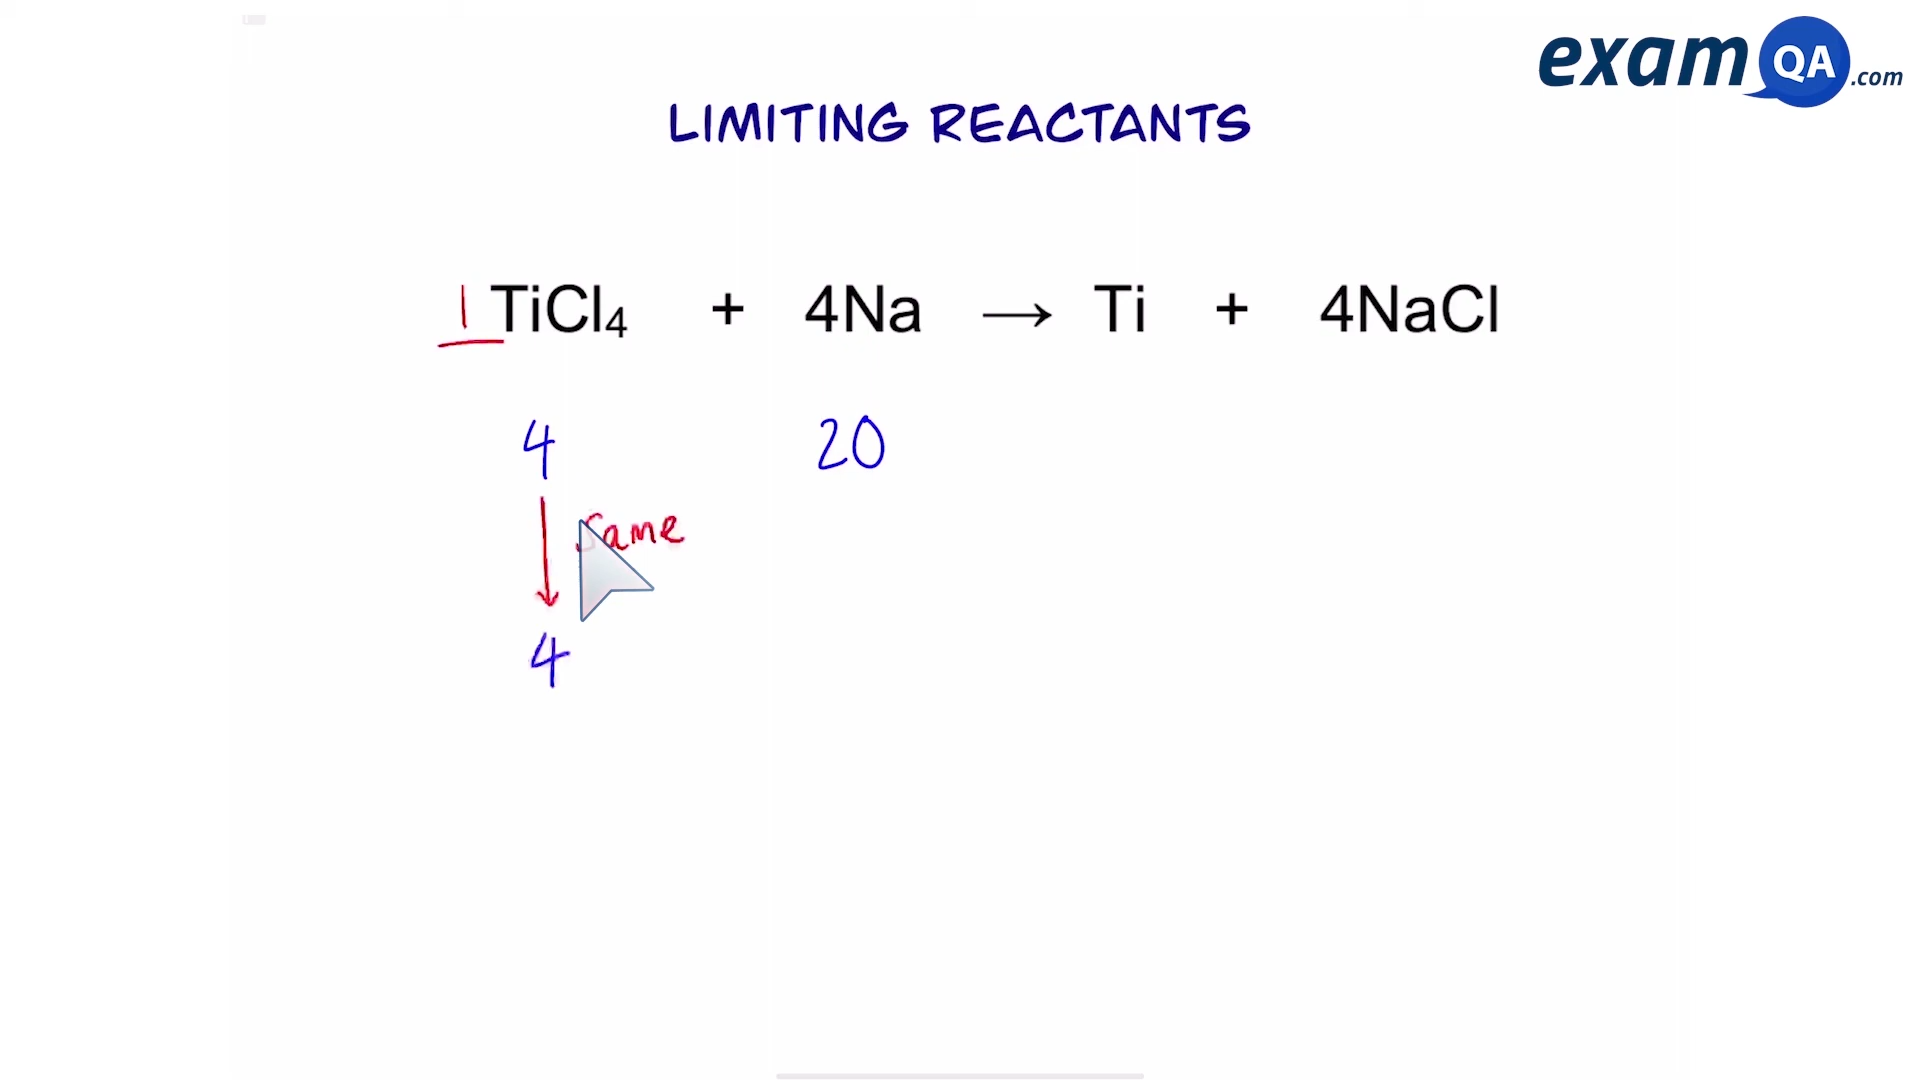 examQA.com
LIMITING REACTANTS
1 TiCl₄ + 4Na → Ti + 4NaCl
4 20
Same
4